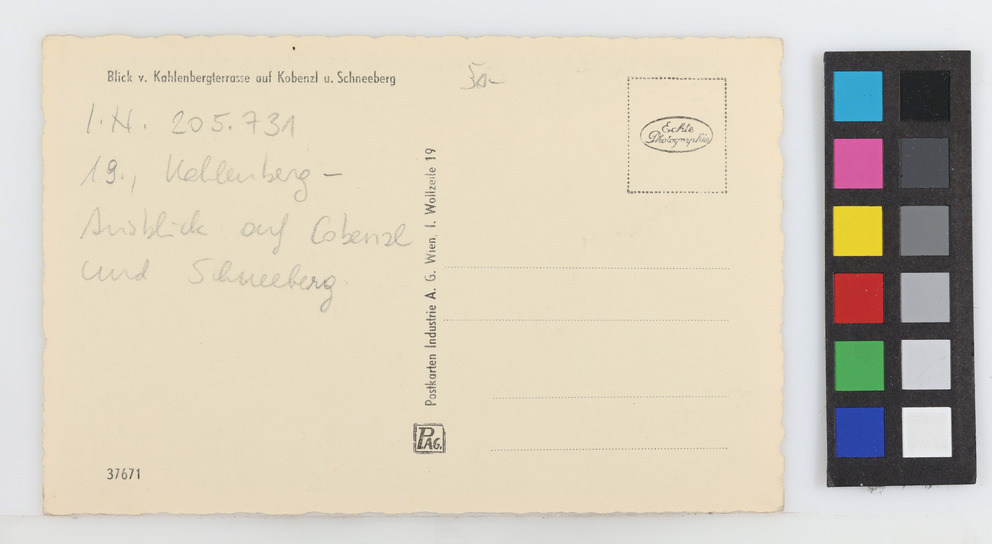 Blick v. Kahlenbergterrasse auf Kobenzl u. Schneeberg
50-
I.N. 205.731
19., Kahlenberg -
Ausblick auf Cobenzl
und Schneeberg
Echte
Photographie
Postkarten Industrie A. G. Wien, I. Wollzeile 19
PAG.
37671